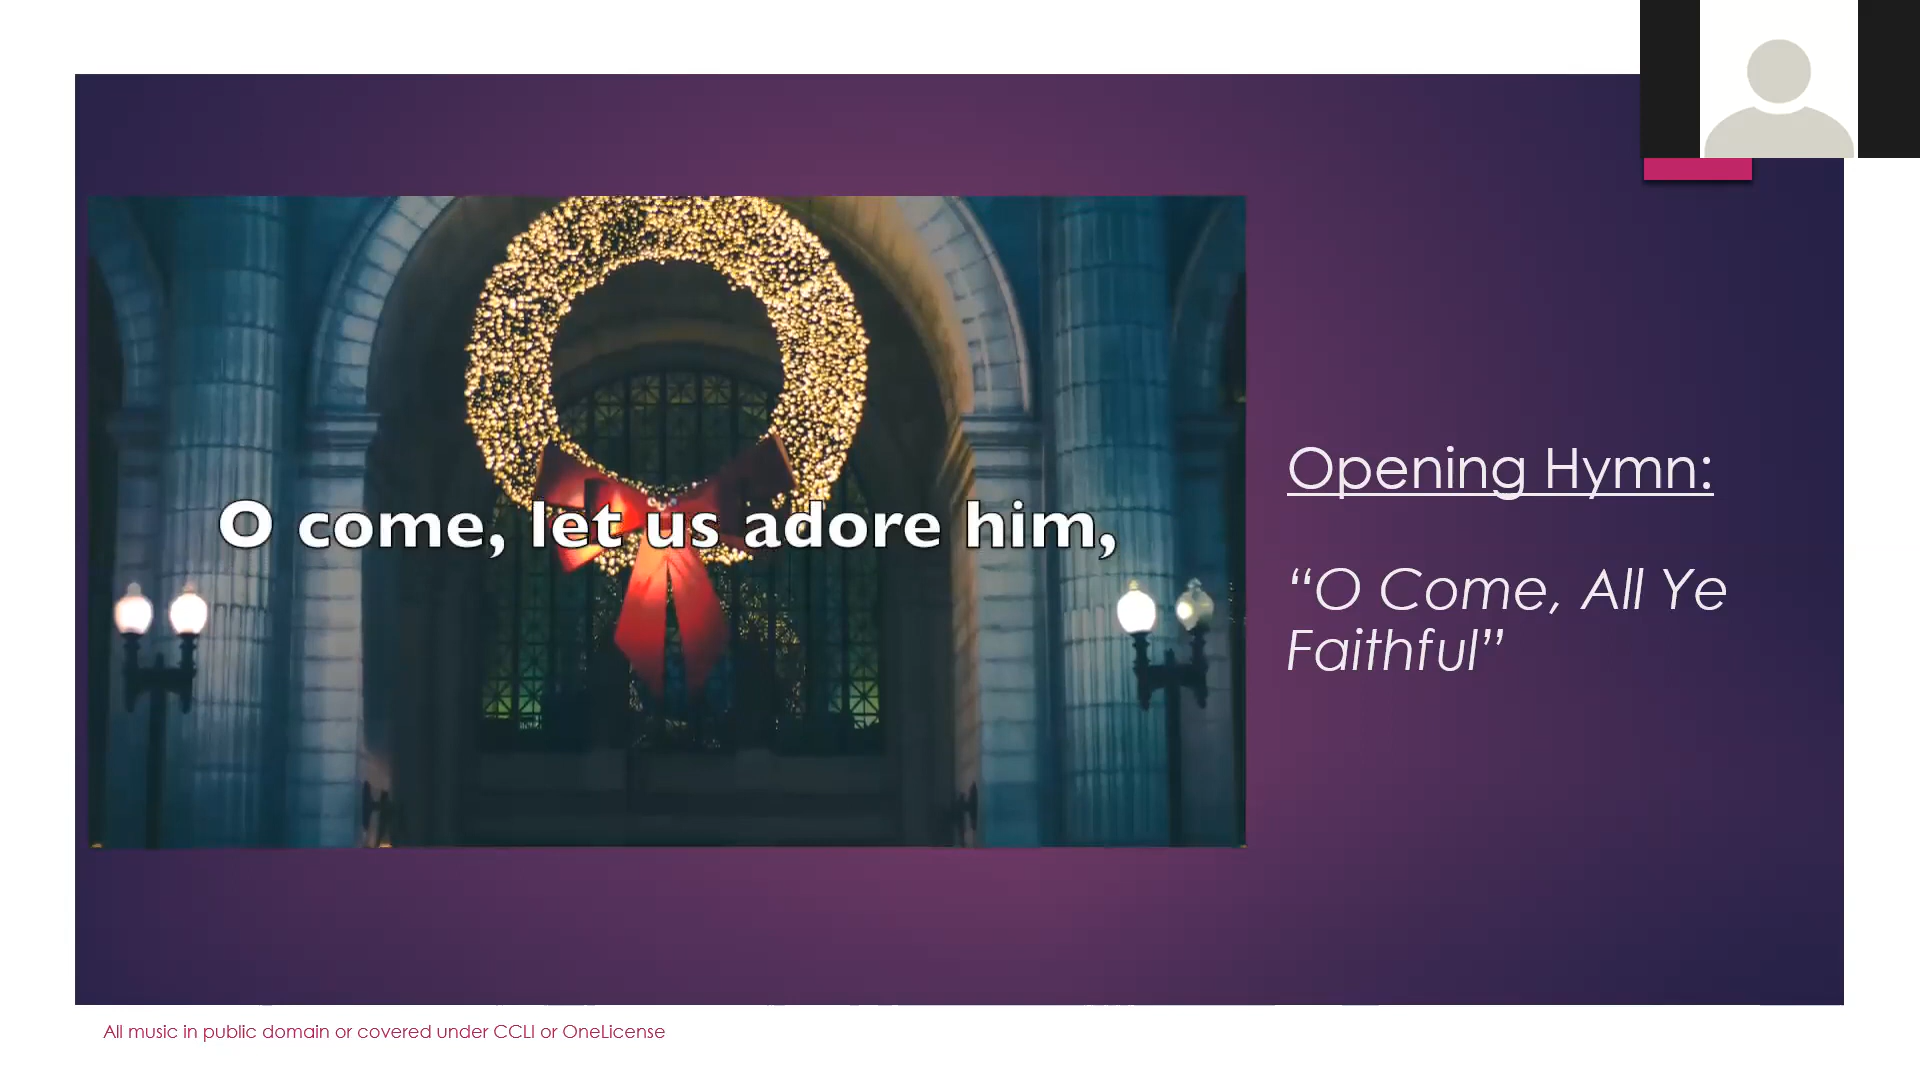 O come, let us adore him,
Opening Hymn:
“O Come, All Ye
Faithful”
All music in public domain or covered under CCLI or OneLicense